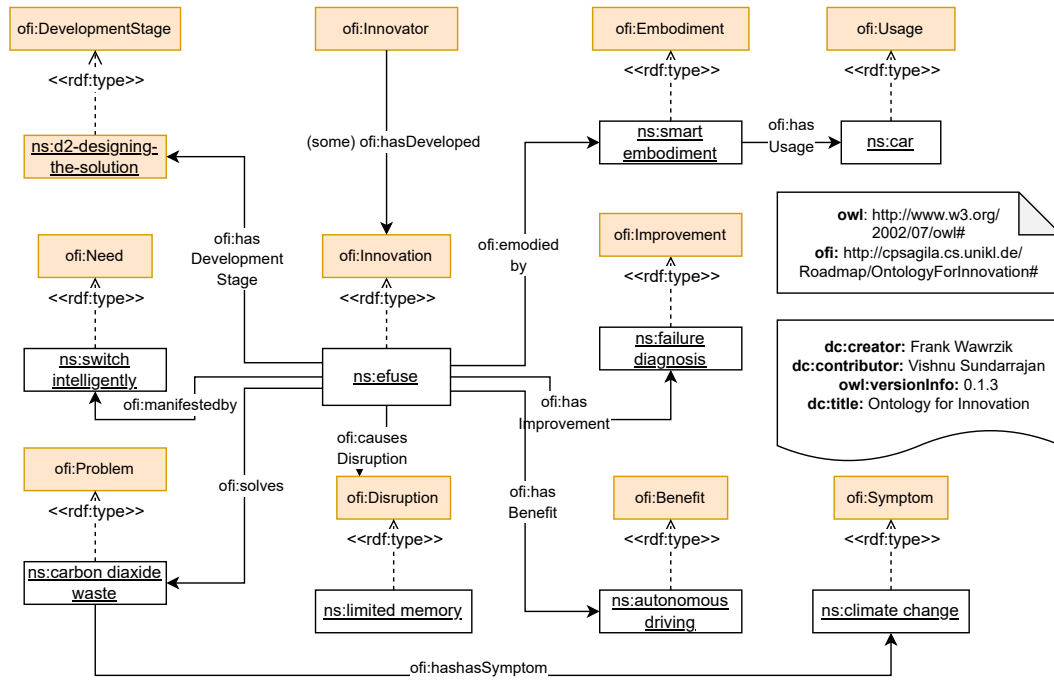 ofi:DevelopmentStage
ofi:Innovator
ofi:Embodiment
ofi:Usage
<<rdf:type>>
<<rdf:type>>
<<rdf:type>>
ns:d2-designing-
the-solution
(some) ofi:hasDeveloped
ns:smart
embodiment
ofi:has
Usage
ns:car
owl: http://www.w3.org/
2002/07/owl#
ofi: http://cpsagila.cs.unikl.de/
Roadmap/OntologyForInnovation#
ofi:Need
ofi:has
Development
Stage
ofi:Innovation
ofi:emodied
by
ofi:Improvement
<<rdf:type>>
<<rdf:type>>
<<rdf:type>>
ns:switch
intelligently
ns:efuse
ns:failure
diagnosis
dc:creator: Frank Wawrzik
dc:contributor: Vishnu Sundarrajan
owl:versionInfo: 0.1.3
dc:title: Ontology for Innovation
ofi:manifestedby
ofi:has
Improvement
ofi:causes
Disruption
ofi:Problem
ofi:solves
ofi:Disruption
ofi:has
Benefit
ofi:Benefit
ofi:Symptom
<<rdf:type>>
<<rdf:type>>
<<rdf:type>>
<<rdf:type>>
ns:carbon diaxide
waste
ns:limited memory
ns:autonomous
driving
ns:climate change
ofi:hashasSymptom